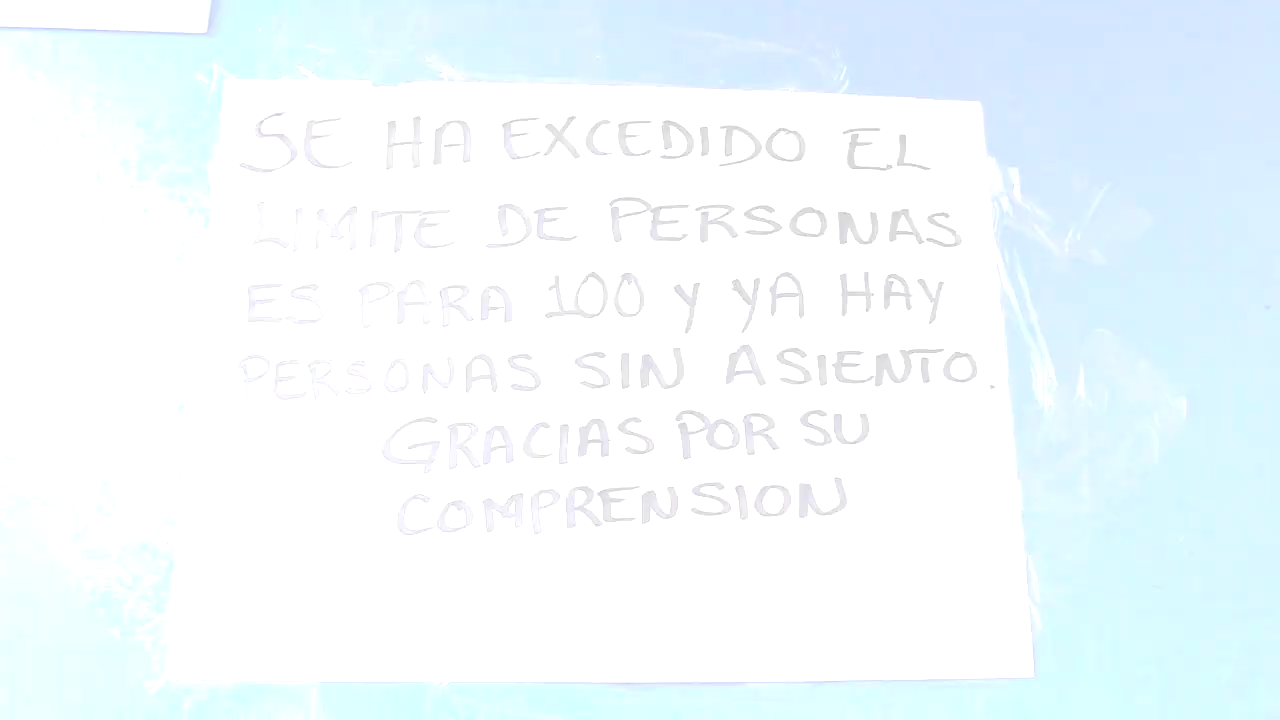 SE HA EXCEDIDO EL
LIMITE DE PERSONAS
ES PARA 100 Y YA HAY
PERSONAS SIN ASIENTO.
GRACIAS POR SU
COMPRENSION